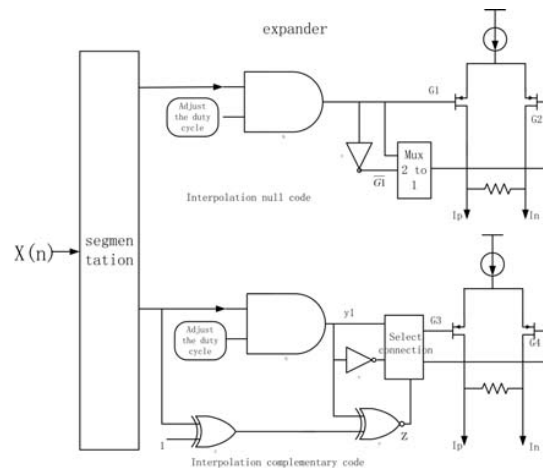 expander
Adjust
the duty
cycle
G1
G2
G1
Mux
2 to
1
Interpolation null code
Ip
In
X(n)
segmen
tation
Adjust
the duty
cycle
y1
Select
connection
G3
G4
1
Z
Ip
In
Interpolation complementary code